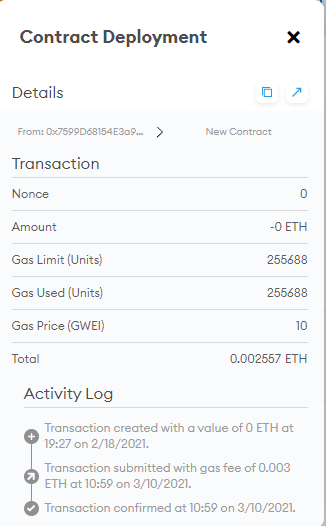 Contract Deployment
Details
From: 0x7599D68154E3a9... New Contract
Transaction
Nonce 0
Amount -0 ETH
Gas Limit (Units) 255688
Gas Used (Units) 255688
Gas Price (GWEI) 10
Total 0.002557 ETH
Activity Log
Transaction created with a value of 0 ETH at
19:27 on 2/18/2021.
Transaction submitted with gas fee of 0.003
ETH at 10:59 on 3/10/2021.
Transaction confirmed at 10:59 on 3/10/2021.